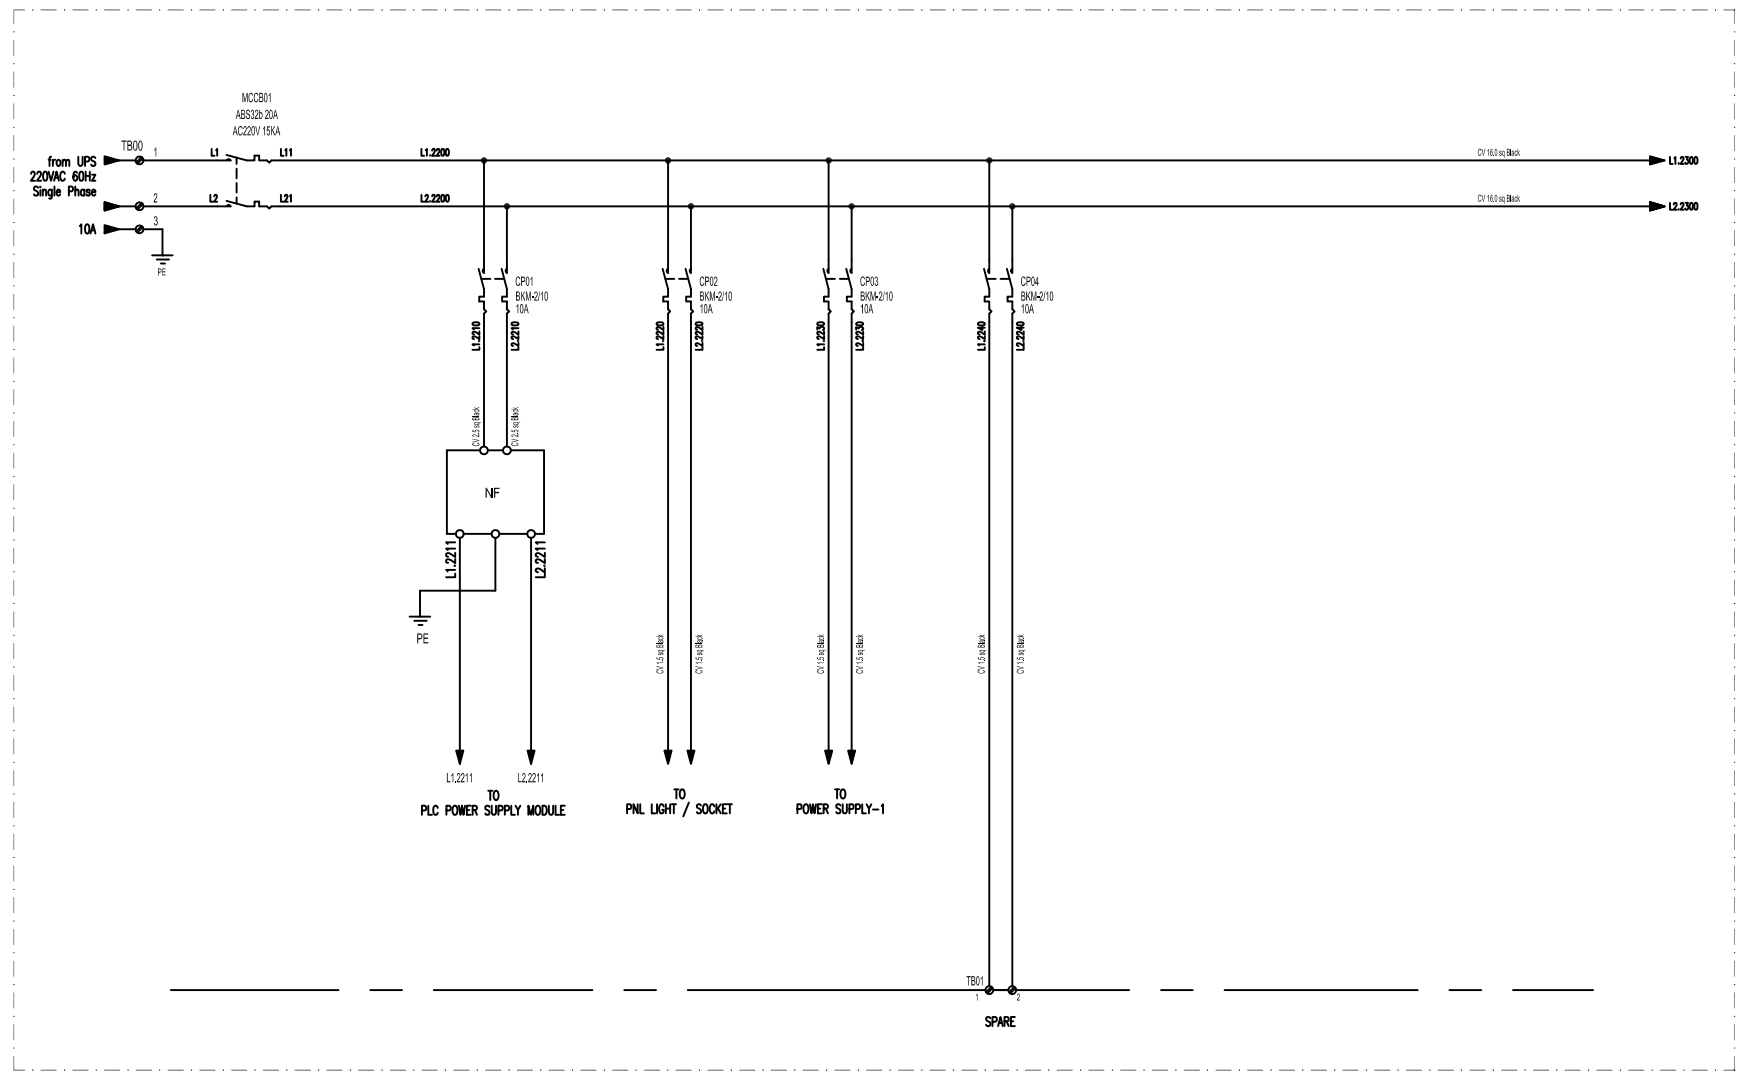 MCCB01
ABS32b 20A
AC220V 15KA
from UPS
220VAC 60Hz
Single Phase
10A
TB00
1
2
3
PE
L1
L11
L2
L21
L1.2200
L2.2200
CV 16.0 sq Black
L1.2300
CV 16.0 sq Black
L2.2300
CP01
BKM-2/10
10A
L1.2210
L2.2210
CP02
BKM-2/10
10A
L1.2220
L2.2220
CP03
BKM-2/10
10A
L1.2230
L2.2230
CP04
BKM-2/10
10A
L1.2240
L2.2240
CV 2.5 sq Black
CV 2.5 sq Black
NF
L1.2211
L2.2211
PE
CV 1.5 sq Black
CV 1.5 sq Black
CV 1.5 sq Black
CV 1.5 sq Black
CV 1.5 sq Black
CV 1.5 sq Black
L1.2211
L2.2211
TO
PLC POWER SUPPLY MODULE
TO
PNL LIGHT / SOCKET
TO
POWER SUPPLY-1
TB01
1
2
SPARE